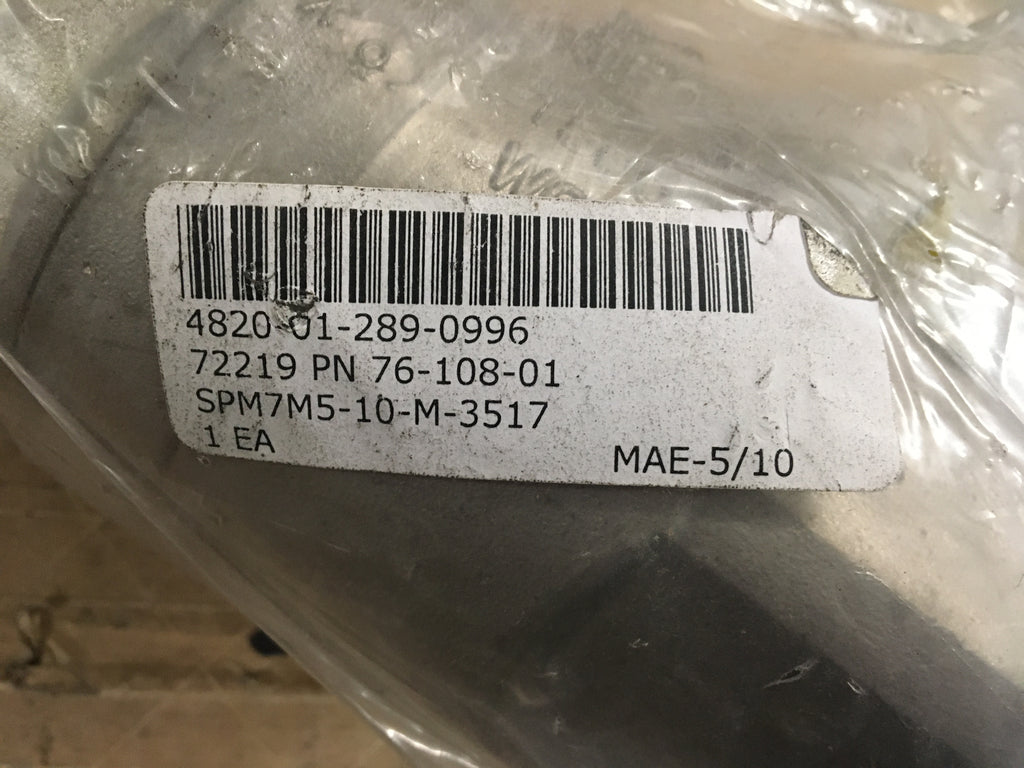 4820-01-289-0996
72219 PN 76-108-01
SPM7M5-10-M-3517
1 EA
MAE-5/10